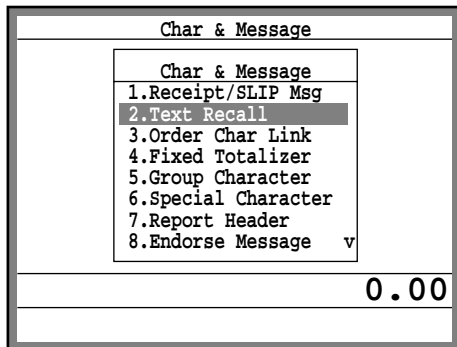 Char & Message
Char & Message
1.Receipt/SLIP Msg
2.Text Recall
3.Order Char Link
4.Fixed Totalizer
5.Group Character
6.Special Character
7.Report Header
8.Endorse Message v
0.00